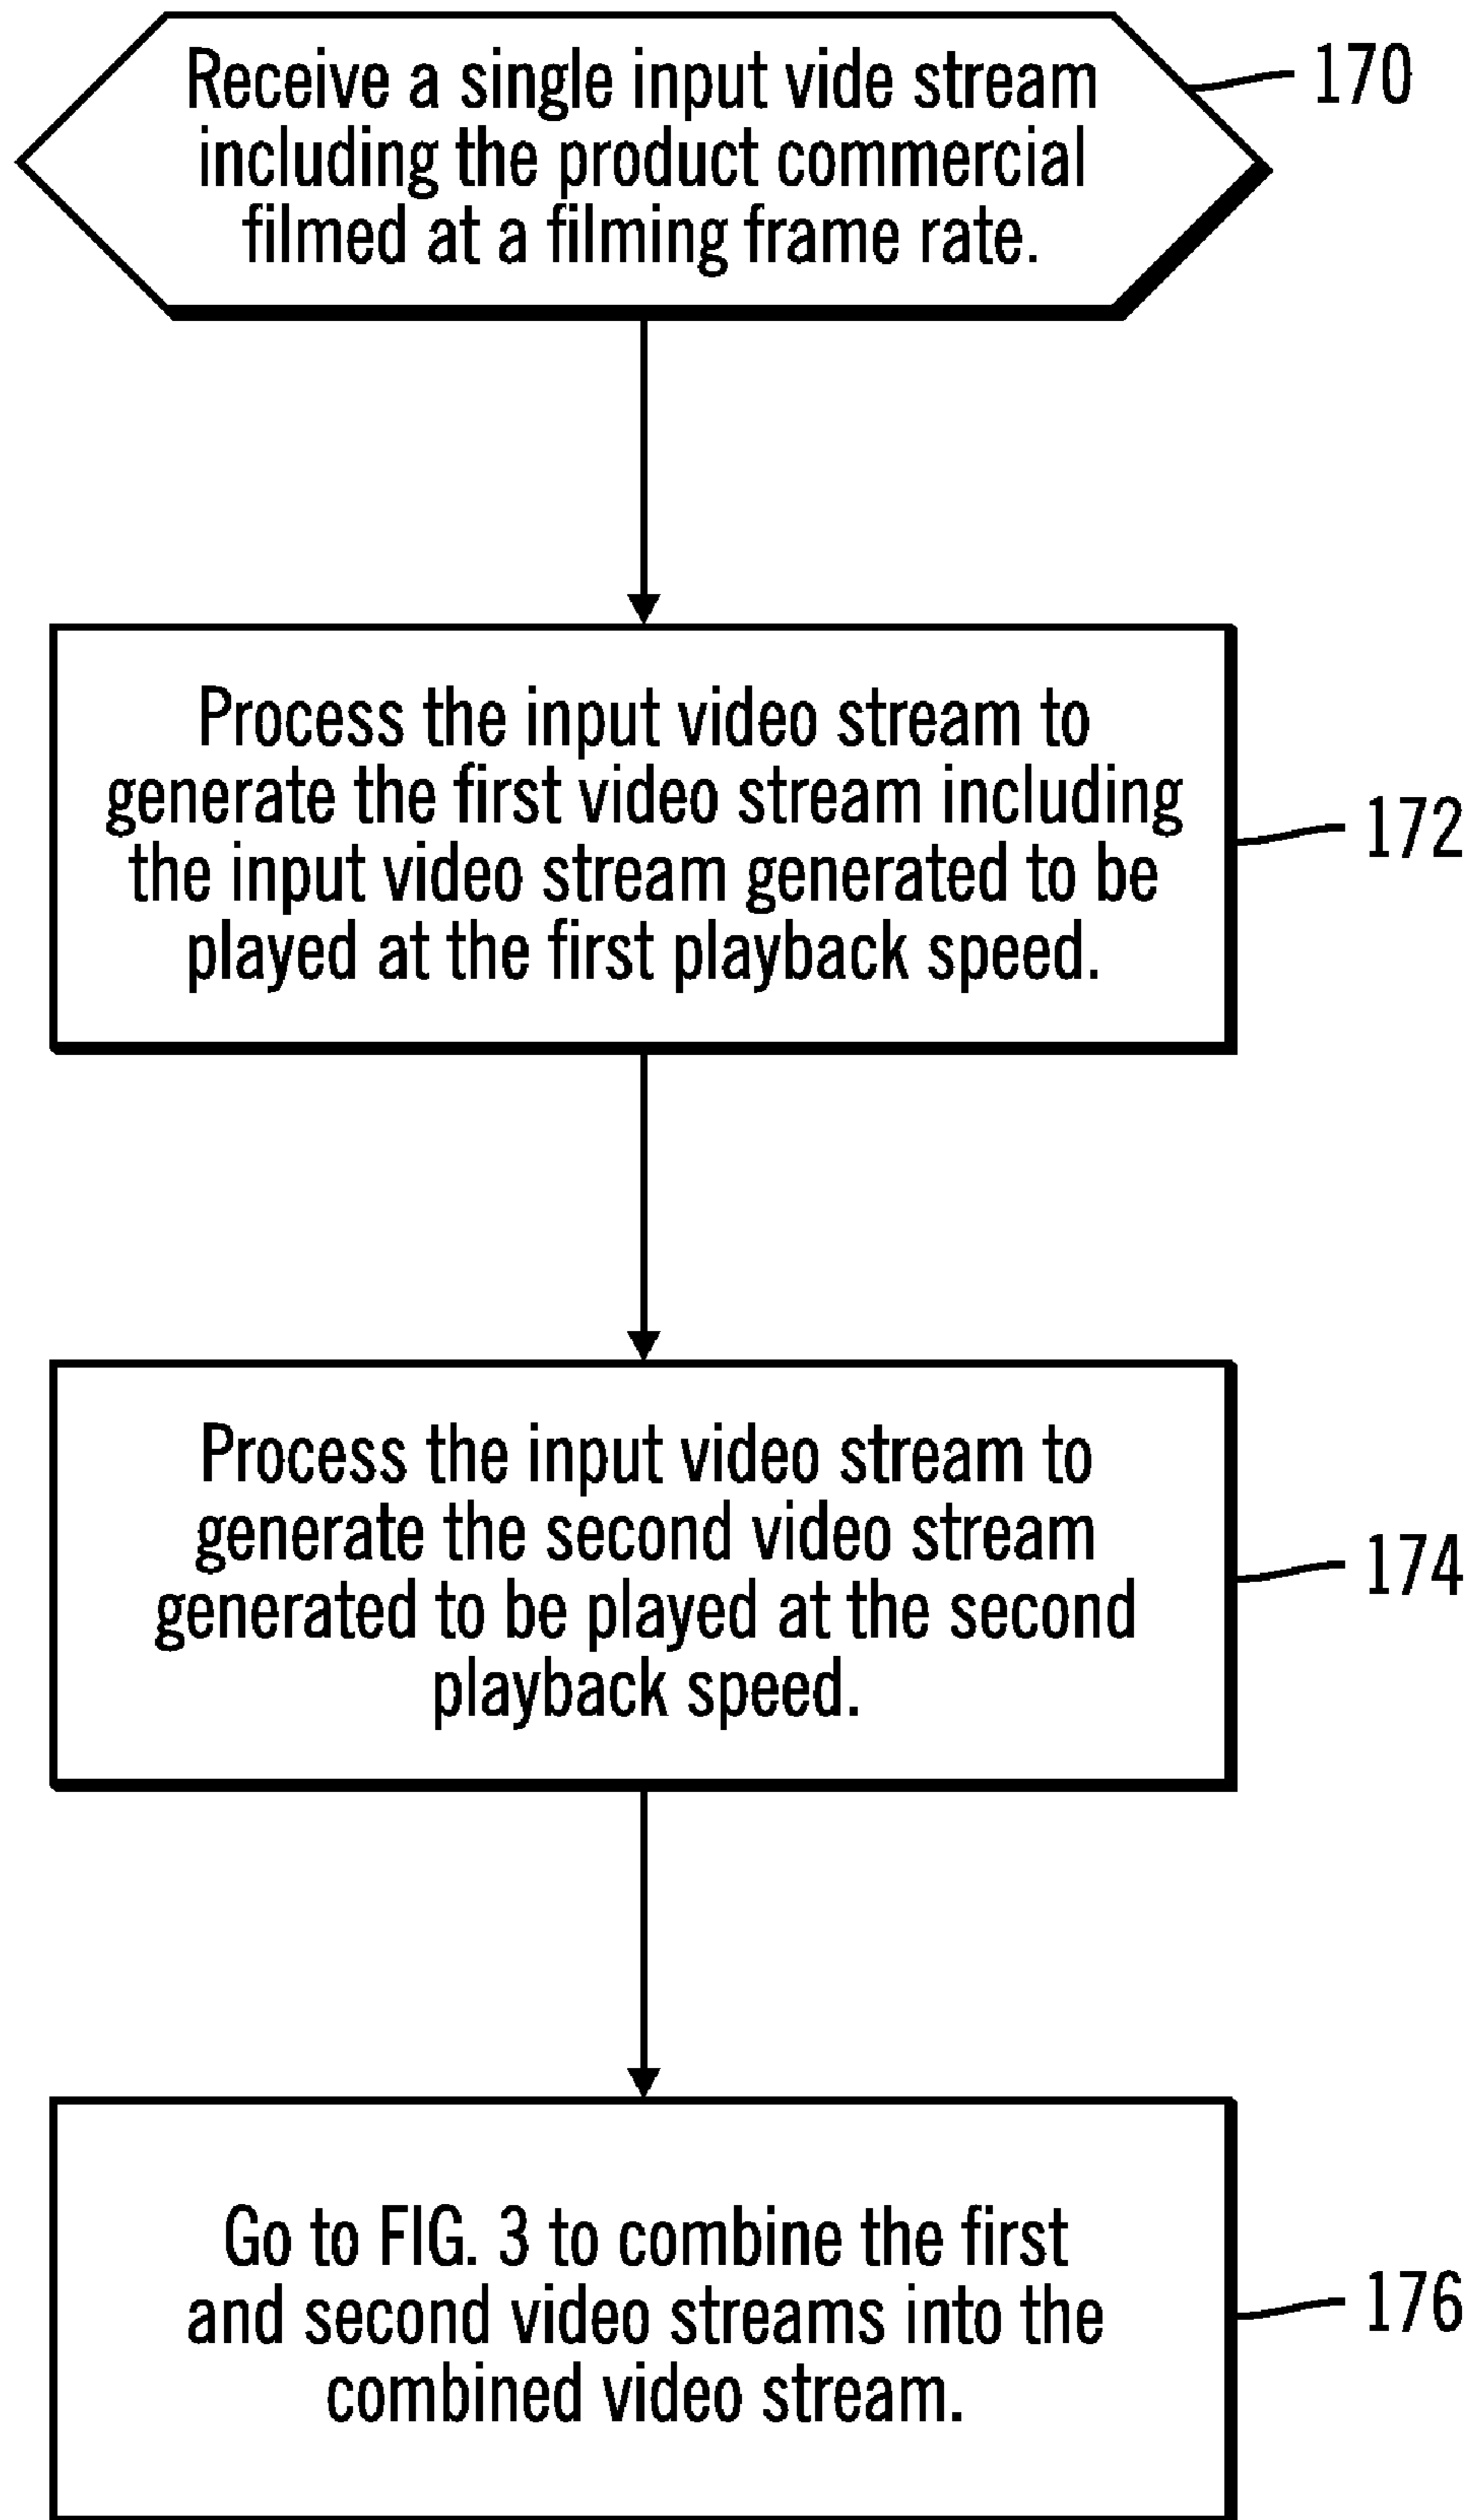 Receive a single input vide stream
including the product commercial
filmed at a filming frame rate.
170
Process the input video stream to
generate the first video stream including
the input video stream generated to be
played at the first playback speed.
172
Process the input video stream to
generate the second video stream
generated to be played at the second
playback speed.
174
Go to FIG. 3 to combine the first
and second video streams into the
combined video stream.
176